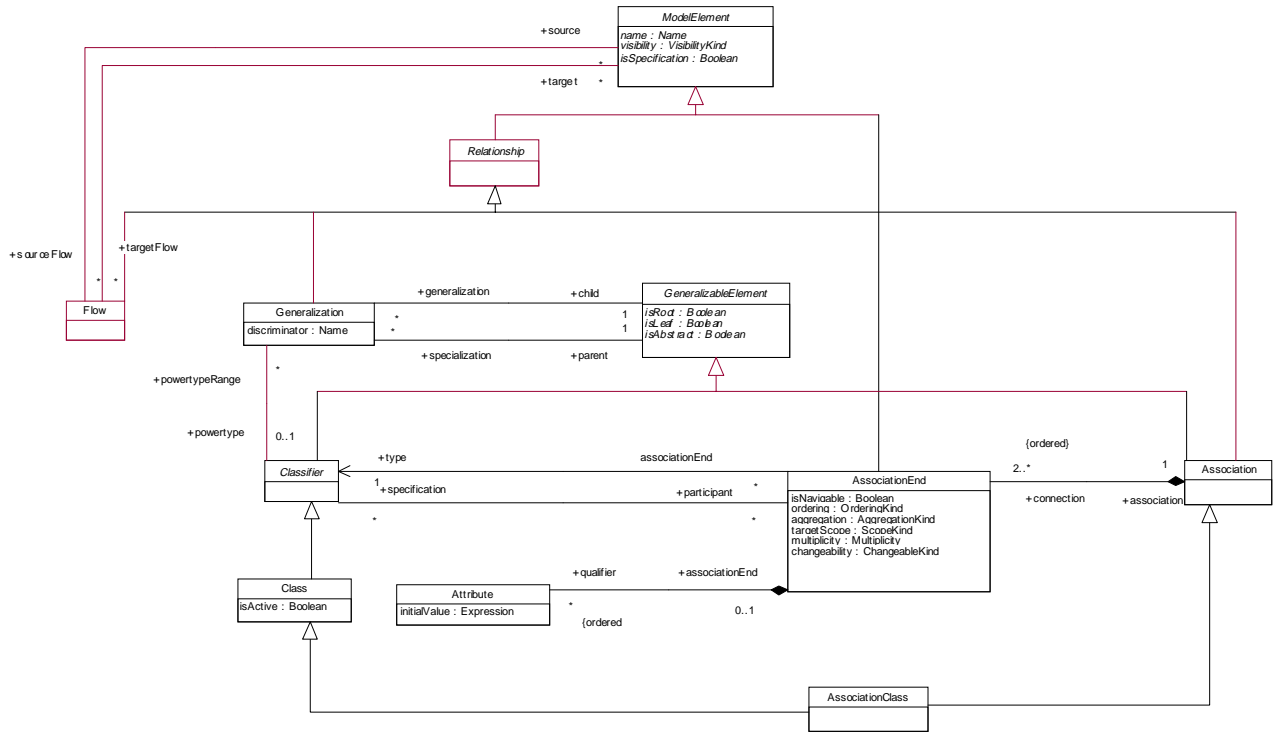 ModelElement
+source
name : Name
visibility : VisibilityKind
isSpecification : Boolean
*
+target
*
Relationship
+targetFlow
+sourceFlow
*
*
Flow
Generalization
discriminator : Name
+generalization
+child
*
1
*
1
+specialization
+parent
GeneralizableElement
isRoot : Boolean
isLeaf : Boolean
isAbstract : Boolean
+powertypeRange
*
+powertype
0..1
Classifier
+type
associationEnd
1
*
+specification
+participant
*
*
AssociationEnd
isNavigable : Boolean
ordering : OrderingKind
aggregation : AggregationKind
targetScope : ScopeKind
multiplicity : Multiplicity
changeability : ChangeableKind
{ordered}
2..*
1
+connection
+association
Association
Class
isActive : Boolean
Attribute
initialValue : Expression
+qualifier
+associationEnd
*
0..1
{ordered
AssociationClass